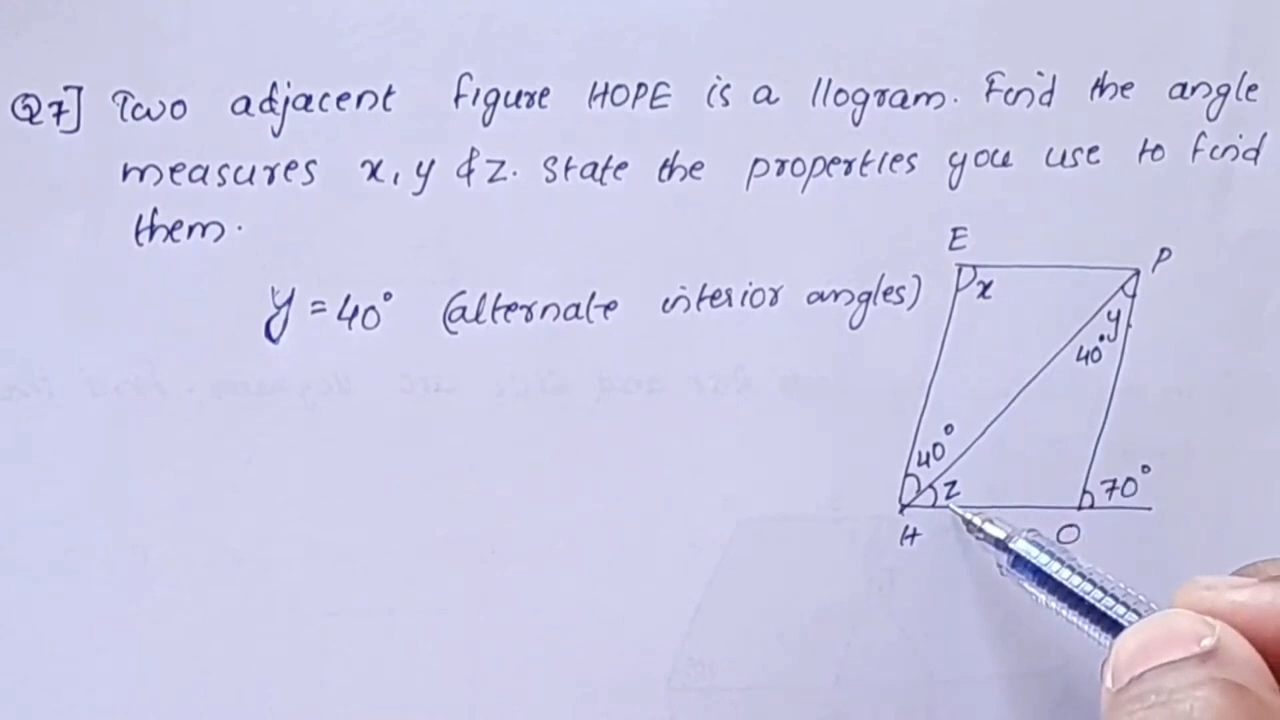 Q7] Two adjacent figure HOPE is a llogram. Find the angle
measures x, y & z. State the properties you use to find
them.
y = 40° (alternate interior angles)
E
P
x
y
40°
40°
z
70°
H
O